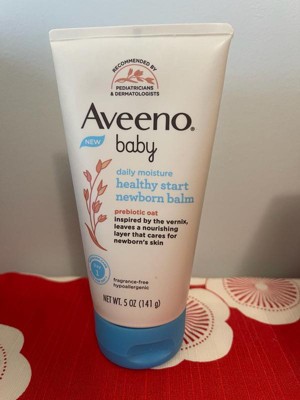 RECOMMENDED BY
PEDIATRICIANS
& DERMATOLOGISTS
Aveeno®
NEW
baby
daily moisture
healthy start
newborn balm
prebiotic oat
inspired by the vernix,
leaves a nourishing
layer that cares for
newborn's skin
fragrance-free
hypoallergenic
NET WT. 5 OZ (141 g)